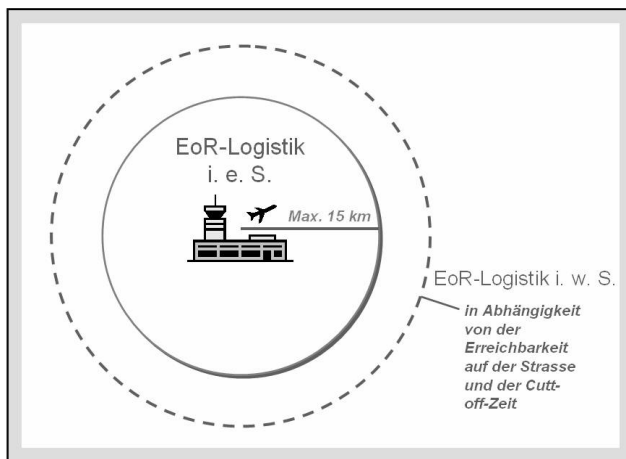 EoR-Logistik
i. e. S.
Max. 15 km
EoR-Logistik i. w. S.
in Abhängigkeit
von der
Erreichbarkeit
auf der Strasse
und der Cutt-
off-Zeit